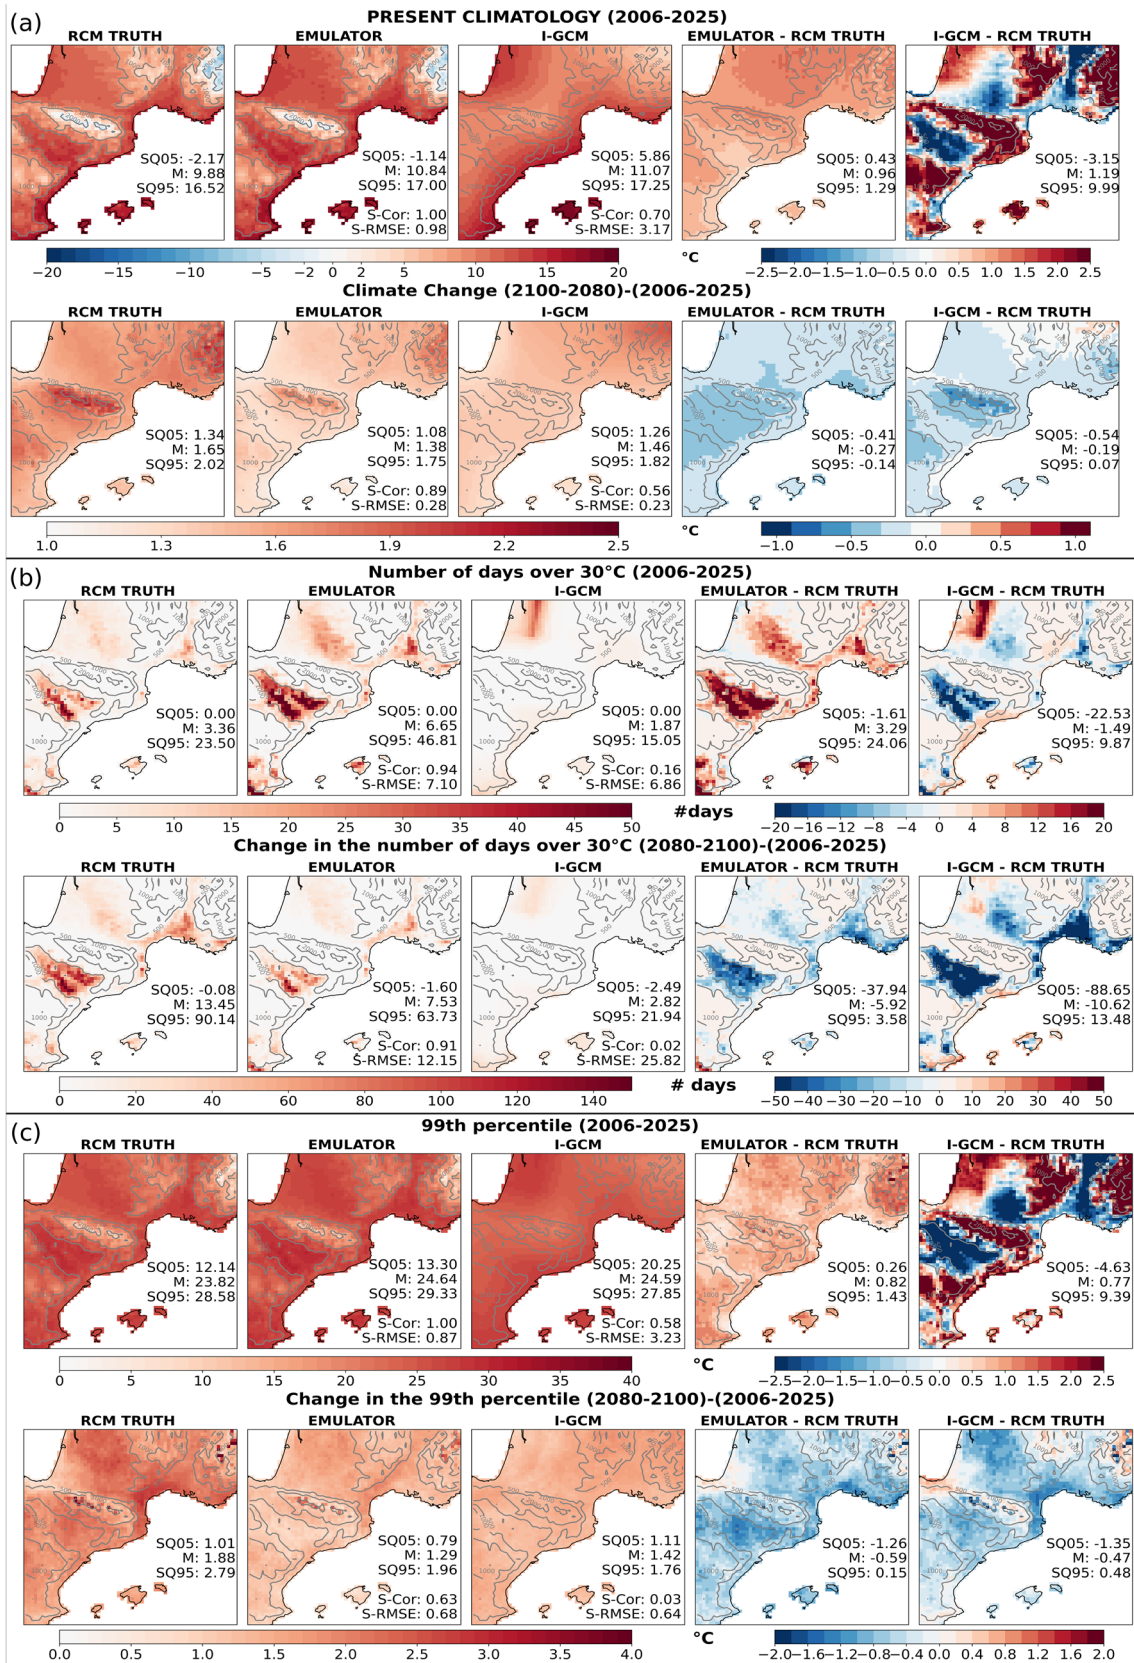 (a)
PRESENT CLIMATOLOGY (2006-2025)
RCM TRUTH EMULATOR I-GCM EMULATOR - RCM TRUTH I-GCM - RCM TRUTH
SQ05: -2.17 SQ05: -1.14 SQ05: 5.86 SQ05: 0.43 SQ05: -3.15
M: 9.88 M: 10.84 M: 11.07 M: 0.96 M: 1.19
SQ95: 16.52 SQ95: 17.00 SQ95: 17.25 SQ95: 1.29 SQ95: 9.99
S-Cor: 1.00 S-Cor: 0.70
S-RMSE: 0.98 S-RMSE: 3.17
−20 −15 −10 −5 −2 0 2 5 10 15 20 °C −2.5−1.5−1.0−0.5 0.0 0.5 1.0 1.5 2.5
Climate Change (2100-2080)-(2006-2025)
RCM TRUTH EMULATOR I-GCM EMULATOR - RCM TRUTH I-GCM - RCM TRUTH
SQ05: 1.34 SQ05: 1.08 SQ05: 1.26 SQ05: -0.41 SQ05: -0.54
M: 1.65 M: 1.38 M: 1.46 M: -0.27 M: -0.19
SQ95: 2.02 SQ95: 1.75 SQ95: 1.82 SQ95: -0.14 SQ95: 0.07
S-Cor: 0.89 S-Cor: 0.56
S-RMSE: 0.28 S-RMSE: 0.23
1.0 1.3 1.6 1.9 2.2 2.5 °C −1.0 −0.5 0.0 0.5 1.0
(b)
Number of days over 30°C (2006-2025)
RCM TRUTH EMULATOR I-GCM EMULATOR - RCM TRUTH I-GCM - RCM TRUTH
SQ05: 0.00 SQ05: 0.00 SQ05: 0.00 SQ05: -1.61 SQ05: -22.53
M: 3.36 M: 6.65 M: 1.87 M: 3.29 M: -1.49
SQ95: 23.50 SQ95: 46.81 SQ95: 15.05 SQ95: 24.06 SQ95: 9.87
S-Cor: 0.94 S-Cor: 0.16
S-RMSE: 7.10 S-RMSE: 6.86
0 5 10 15 20 25 30 35 40 45 50 #days −20 −12 −8 −4 0 4 8 12 16 20
Change in the number of days over 30°C (2080-2100)-(2006-2025)
RCM TRUTH EMULATOR I-GCM EMULATOR - RCM TRUTH I-GCM - RCM TRUTH
SQ05: -0.08 SQ05: -1.60 SQ05: -2.49 SQ05: -37.94 SQ05: -88.65
M: 13.45 M: 7.53 M: 2.82 M: -5.92 M: -10.62
SQ95: 90.14 SQ95: 63.73 SQ95: 21.94 SQ95: 3.58 SQ95: 13.48
S-Cor: 0.91 S-Cor: 0.02
S-RMSE: 12.15 S-RMSE: 25.82
0 20 40 60 80 100 120 140 # days −50 −30 −20 −10 0 10 20 30 40 50
(c)
99th percentile (2006-2025)
RCM TRUTH EMULATOR I-GCM EMULATOR - RCM TRUTH I-GCM - RCM TRUTH
SQ05: 12.14 SQ05: 13.30 SQ05: 20.25 SQ05: 0.26 SQ05: -4.63
M: 23.82 M: 24.64 M: 24.59 M: 0.82 M: 0.77
SQ95: 28.58 SQ95: 29.33 SQ95: 27.85 SQ95: 1.43 SQ95: 9.39
S-Cor: 1.00 S-Cor: 0.58
S-RMSE: 0.87 S-RMSE: 3.23
0 5 10 15 20 25 30 35 40 °C −2.5−1.5−1.0−0.5 0.0 0.5 1.0 1.5 2.0 2.5
Change in the 99th percentile (2080-2100)-(2006-2025)
RCM TRUTH EMULATOR I-GCM EMULATOR - RCM TRUTH I-GCM - RCM TRUTH
SQ05: 1.01 SQ05: 0.79 SQ05: 1.11 SQ05: -1.26 SQ05: -1.35
M: 1.88 M: 1.29 M: 1.42 M: -0.59 M: -0.47
SQ95: 2.79 SQ95: 1.96 SQ95: 1.76 SQ95: 0.15 SQ95: 0.48
S-Cor: 0.63 S-Cor: 0.03
S-RMSE: 0.68 S-RMSE: 0.64
0.0 0.5 1.0 1.5 2.0 2.5 3.0 3.5 4.0 °C −2.0−1.6−1.2−0.8−0.4 0.0 0.4 0.8 1.2 1.6 2.0